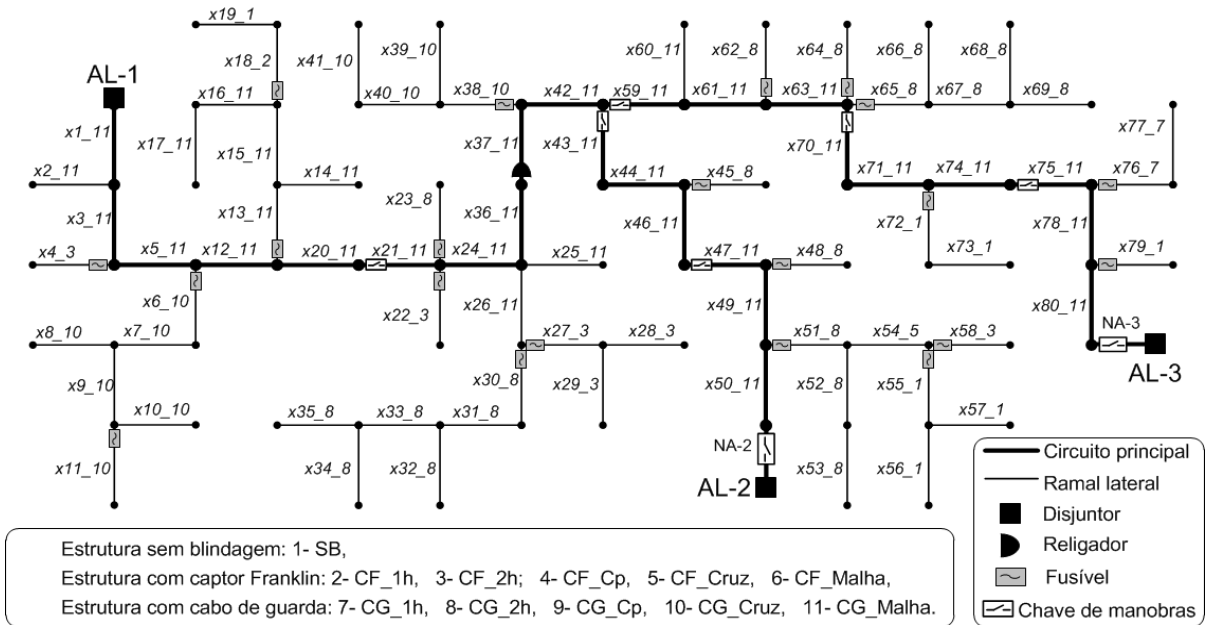 x19_1
x39_10
x60_11
x62_8
x64_8
x66_8
x68_8
x18_2
x41_10
AL-1
x16_11
x40_10
x38_10
x42_11
x59_11
x61_11
x63_11
x65_8
x67_8
x69_8
x1_11
x17_11
x37_11
x43_11
x70_11
x77_7
x15_11
x2_11
x14_11
x44_11
x45_8
x71_11
x74_11
x75_11
x76_7
x23_8
x3_11
x13_11
x36_11
x46_11
x72_1
x78_11
x4_3
x5_11
x12_11
x20_11
x21_11
x24_11
x25_11
x47_11
x48_8
x73_1
x79_1
x6_10
x22_3
x26_11
x49_11
x80_11
NA-3
x8_10
x7_10
x27_3
x28_3
x51_8
x54_5
x58_3
AL-3
x9_10
x30_8
x29_3
x50_11
x52_8
x55_1
x10_10
x35_8
x33_8
x31_8
x57_1
NA-2
x11_10
x34_8
x32_8
x53_8
x56_1
AL-2
Circuito principal
Ramal lateral
Disjuntor
Religador
Fusível
Chave de manobras
Estrutura sem blindagem: 1- SB,
Estrutura com captor Franklin: 2- CF_1h, 3- CF_2h; 4- CF_Cp, 5- CF_Cruz, 6- CF_Malha,
Estrutura com cabo de guarda: 7- CG_1h, 8- CG_2h, 9- CG_Cp, 10- CG_Cruz, 11- CG_Malha.